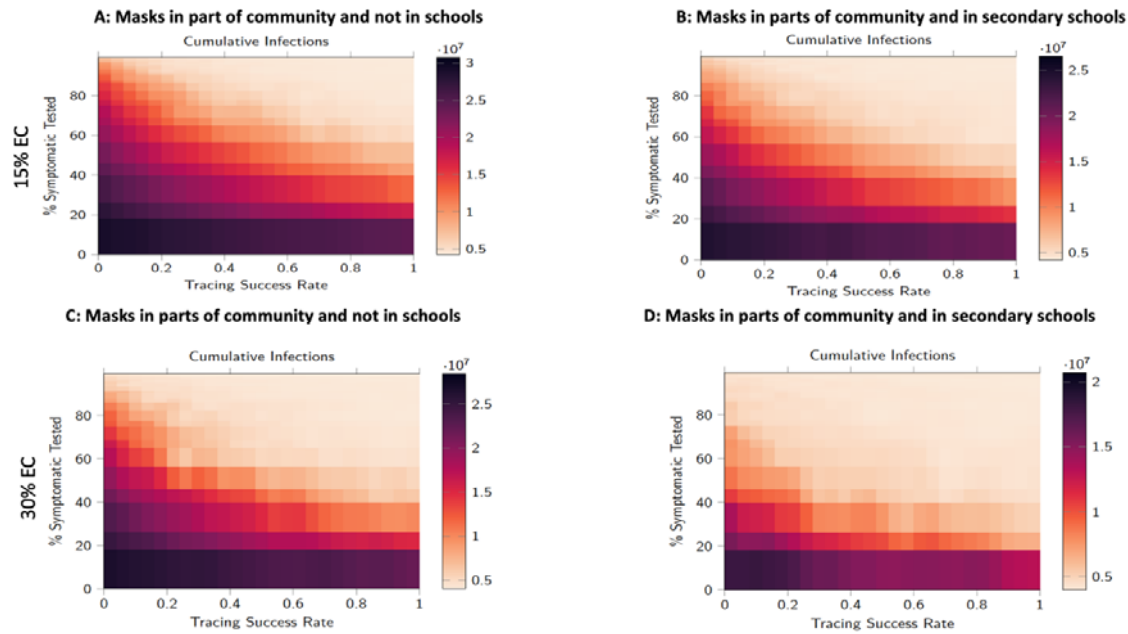 A: Masks in part of community and not in schools
Cumulative Infections
·10⁷
3
2.5
2
1.5
1
0.5
80
60
40
20
0
% Symptomatic Tested
15% EC
0 0.2 0.4 0.6 0.8 1
Tracing Success Rate
B: Masks in parts of community and in secondary schools
Cumulative Infections
·10⁷
2.5
2
1.5
1
0.5
80
60
40
20
0
% Symptomatic Tested
0 0.2 0.4 0.6 0.8 1
Tracing Success Rate
C: Masks in parts of community and not in schools
Cumulative Infections
·10⁷
2.5
2
1.5
1
0.5
80
60
40
20
0
% Symptomatic Tested
30% EC
0 0.2 0.4 0.6 0.8 1
Tracing Success Rate
D: Masks in parts of community and in secondary schools
Cumulative Infections
·10⁷
2
1.5
1
0.5
80
60
40
20
0
% Symptomatic Tested
0 0.2 0.4 0.6 0.8 1
Tracing Success Rate